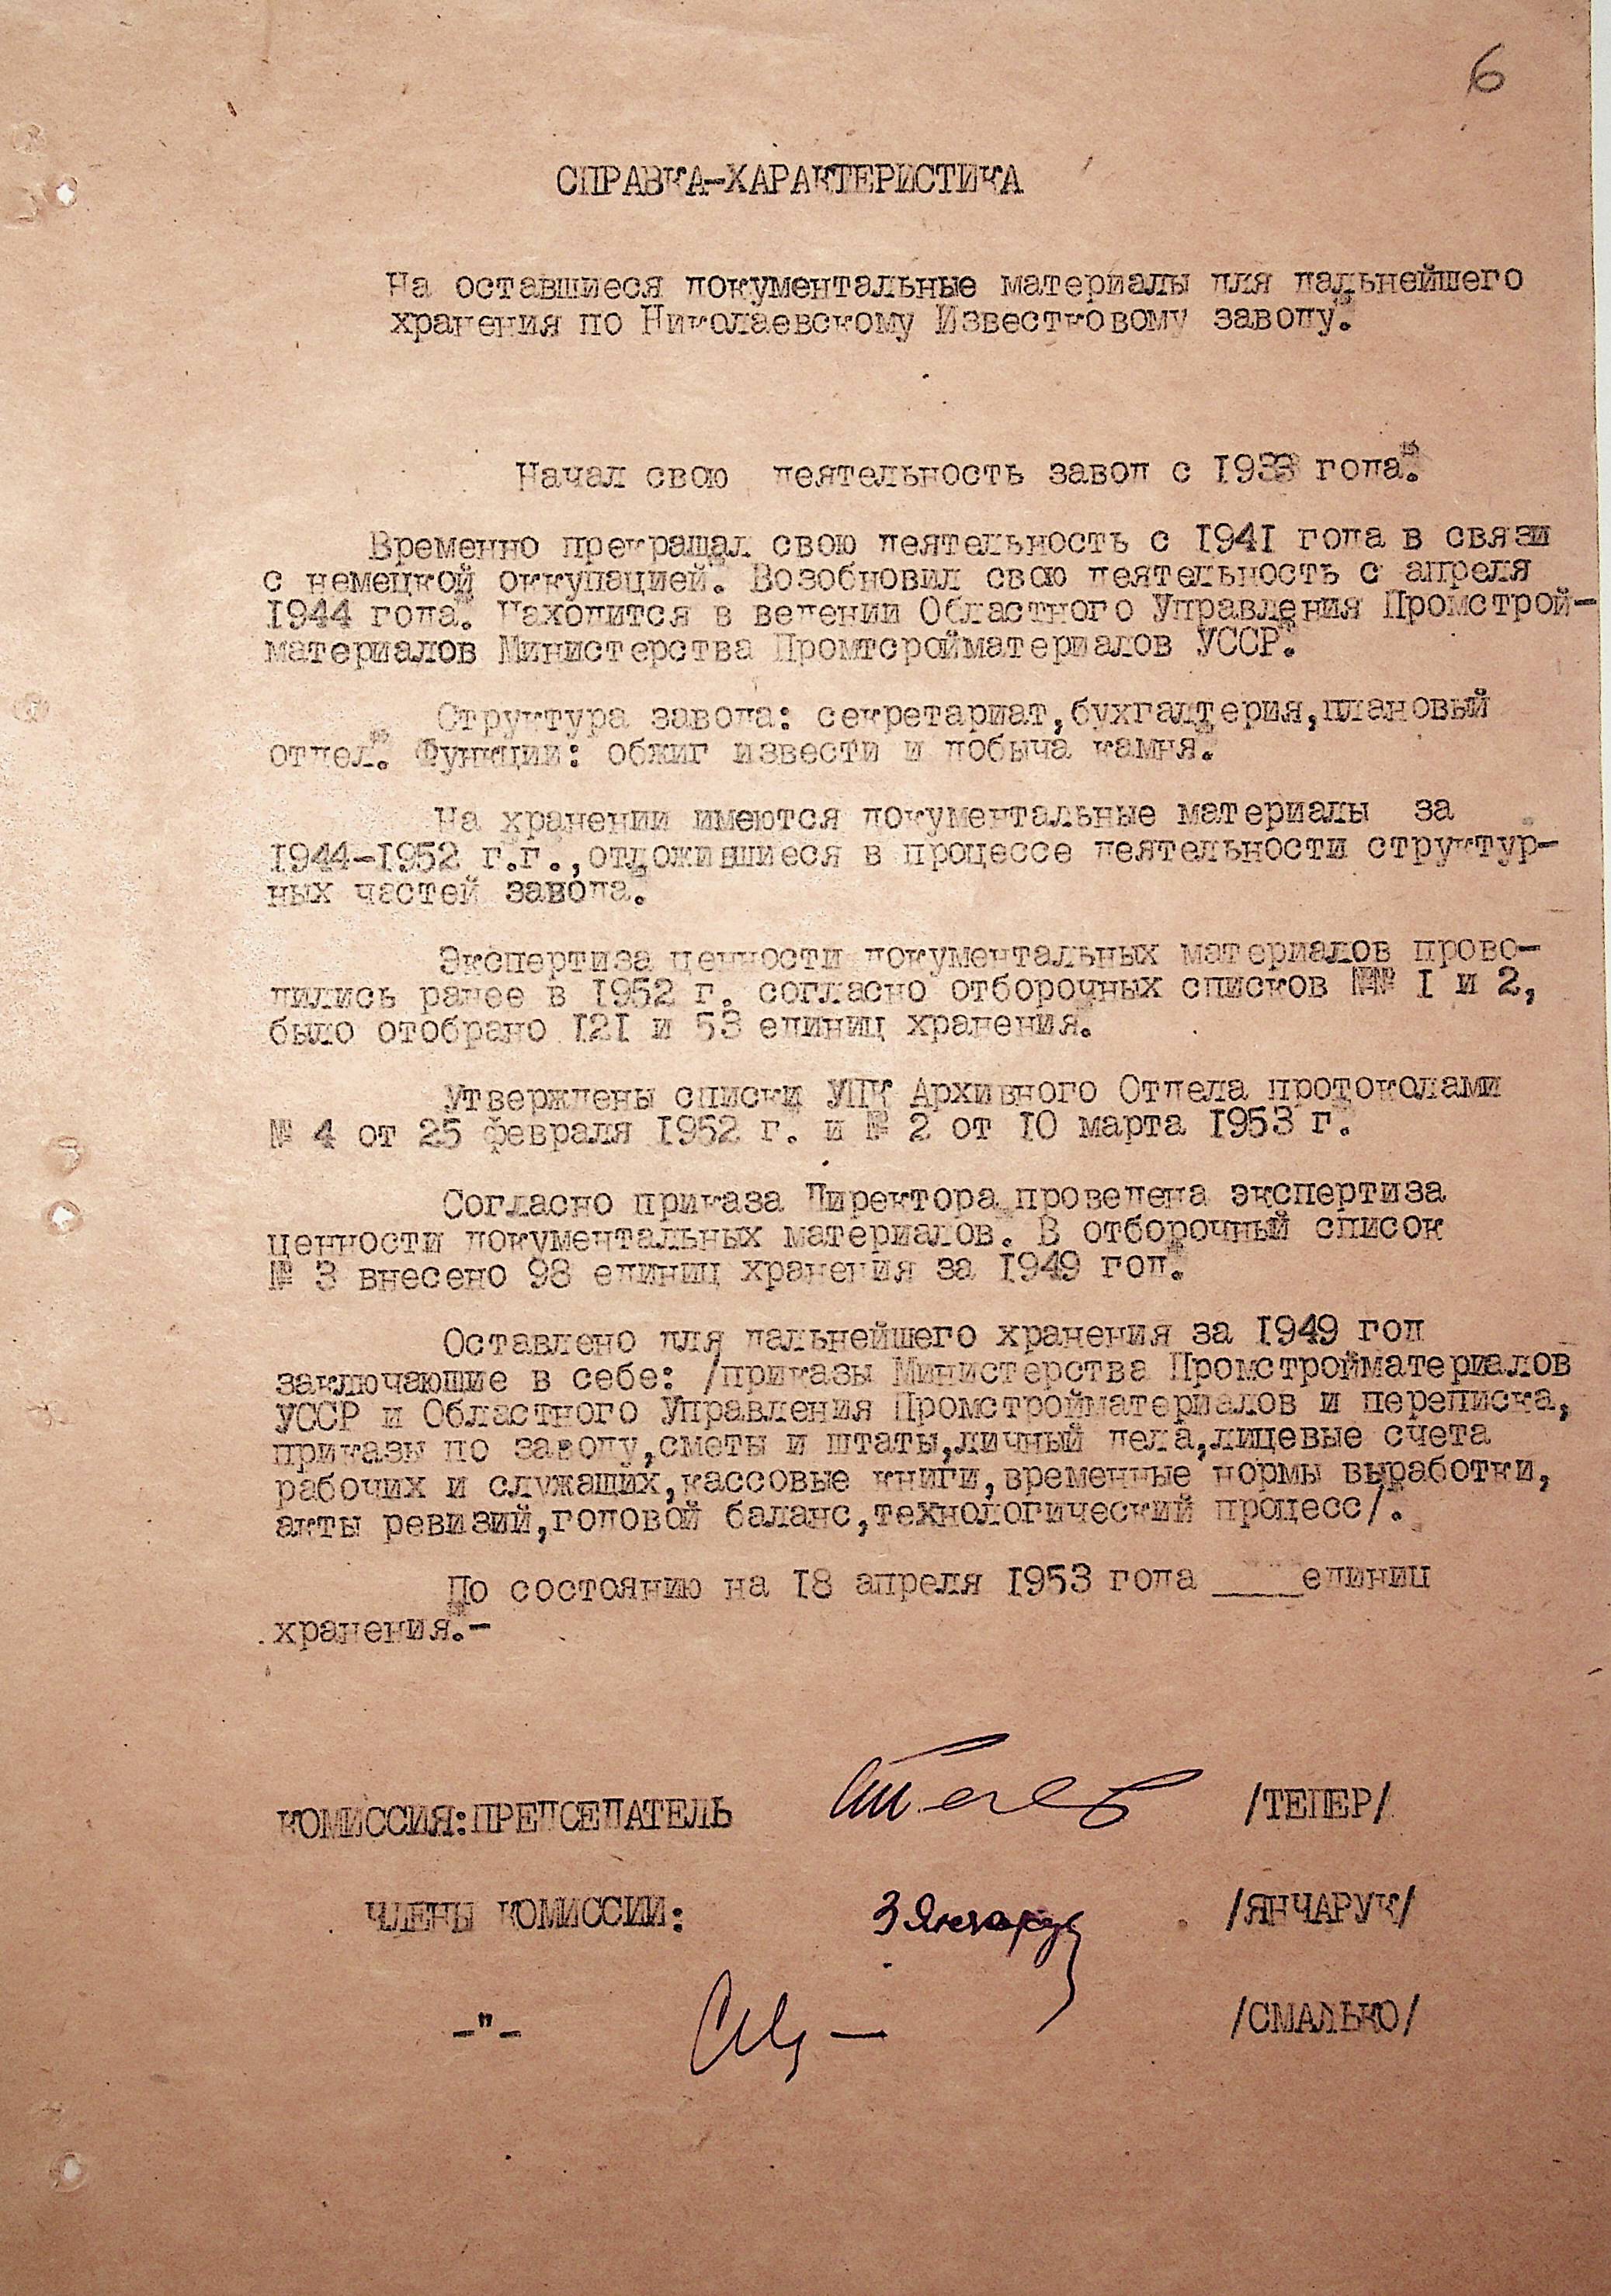 6
СПРАВКА-ХАРАКТЕРИСТИКА
На оставшиеся документальные материалы для дальнейшего
хранения по Николаевскому Известковому заводу.
Начал свою деятельность завод с 1933 года.
Временно прекращал свою деятельность с 1941 года в связи
с немецкой оккупацией. Возобновил свою деятельность с апреля
1944 года. Находится в ведении Областного Управления Промстрой-
материалов Министерства Промтсройматериалов УССР.
Структура завода: секретариат,бухгалтерия,плановый
отдел. Функции: обжиг извести и добыча камня.
На хранении имеются документальные материалы за
1944-1952 г.г.,отложившиеся в процессе деятельности структур-
ных частей завода.
Экспертиза ценности документальных материалов прово-
дились ранее в 1952 г. согласно отборочных списков №№ 1 и 2,
было отобрано 121 и 53 единиц хранения.
Утверждены списки УПК Архивного Отдела протоколами
№ 4 от 25 февраля 1952 г. и № 2 от 10 марта 1953 г.
Согласно приказа Директора проведена экспертиза
ценности документальных материалов. В отборочный список
№ 3 внесено 98 единиц хранения за 1949 год.
Оставлено для дальнейшего хранения за 1949 год
заключающие в себе: /приказы Министерства Промстройматериалов
УССР и Областного Управления Промстройматериалов и переписка,
приказы по заводу,сметы и штаты,личный дела,лицевые счета
рабочих и служащих,кассовые книги,временные нормы выработки,
акты ревизий,годовой баланс,технологический процесс/.
По состоянию на 18 апреля 1953 года ____единиц
хранения.-
КОМИССИЯ:ПРЕДСЕДАТЕЛЬ /ТЕПЕР/
ЧЛЕНЫ КОМИССИИ: З Янчарук /ЯНЧАРУК/
-"- /СМАЛЬКО/